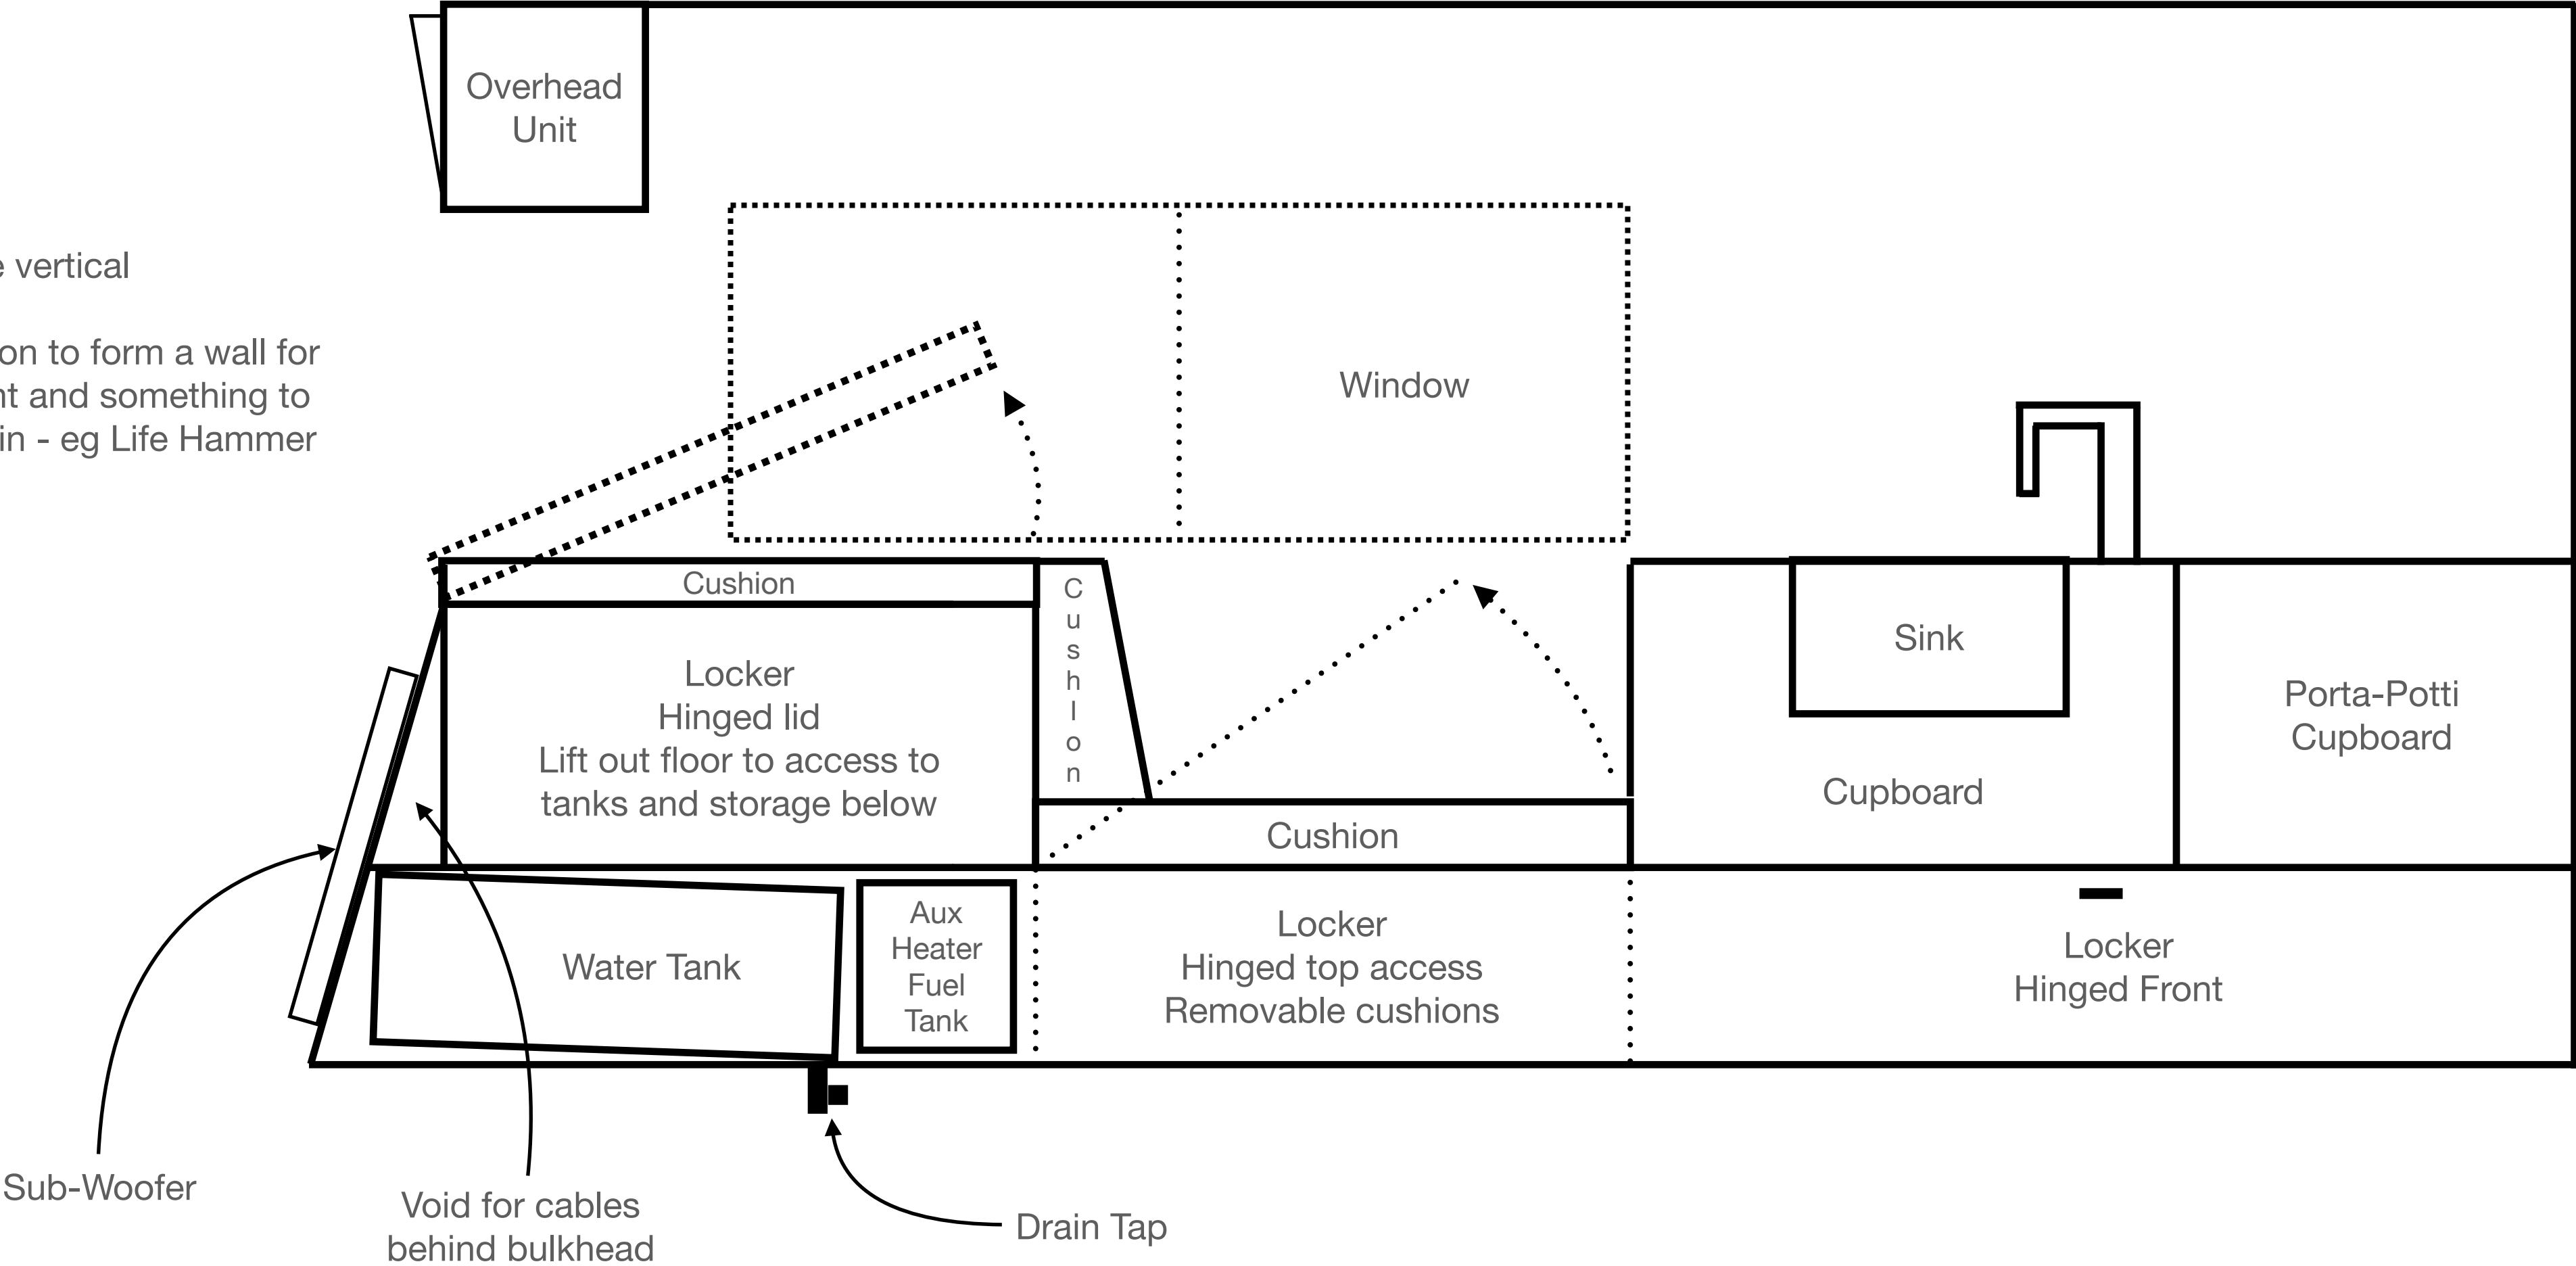 Overhead
Unit
e vertical
on to form a wall for
nt and something to
in - eg Life Hammer
Window
Cushion
C
u
s
h
I
o
n
Locker
Hinged lid
Lift out floor to access to
tanks and storage below
Sink
Cupboard
Porta-Potti
Cupboard
Cushion
Water Tank
Aux
Heater
Fuel
Tank
Locker
Hinged top access
Removable cushions
Locker
Hinged Front
Sub-Woofer
Void for cables
behind bulkhead
Drain Tap